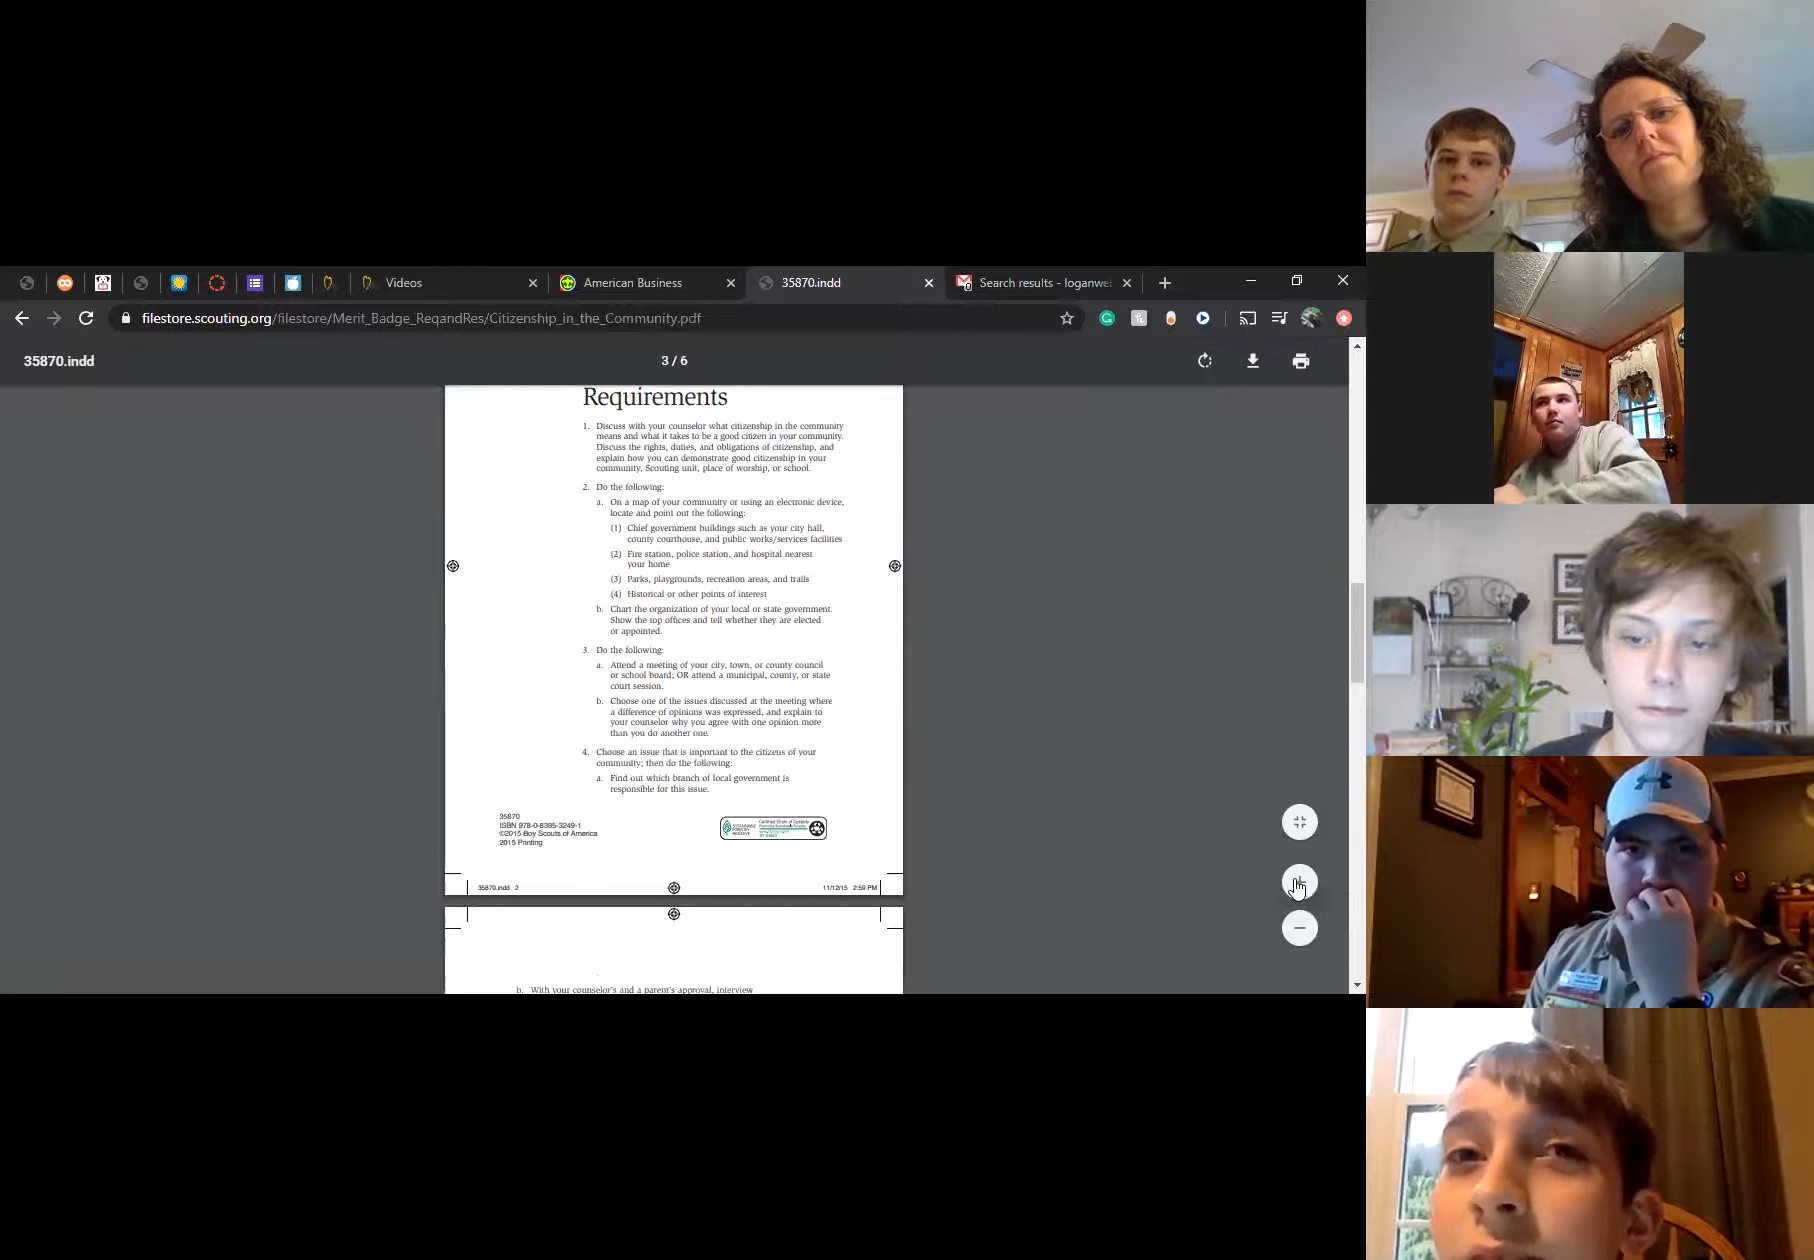 Videos
American Business
35870.indd
Search results - loganwei
filestore.scouting.org/filestore/Merit_Badge_ReqandRes/Citizenship_in_the_Community.pdf
35870.indd
3 / 6
Requirements
1. Discuss with your counselor what citizenship in the community
means and what it takes to be a good citizen in your community.
Discuss the rights, duties, and obligations of citizenship, and
explain how you can demonstrate good citizenship in your
community, Scouting unit, place of worship, or school.
2. Do the following:
a. On a map of your community or using an electronic device,
locate and point out the following:
(1) Chief government buildings such as your city hall,
county courthouse, and public works/services facilities
(2) Fire station, police station, and hospital nearest
your home
(3) Parks, playgrounds, recreation areas, and trails
(4) Historical or other points of interest
b. Chart the organization of your local or state government.
Show the top offices and tell whether they are elected
or appointed.
3. Do the following:
a. Attend a meeting of your city, town, or county council
or school board; OR attend a municipal, county, or state
court session.
b. Choose one of the issues discussed at the meeting where
a difference of opinions was expressed, and explain to
your counselor why you agree with one opinion more
than you do another one.
4. Choose an issue that is important to the citizens of your
community; then do the following:
a. Find out which branch of local government is
responsible for this issue.
35870
ISBN 978-0-8395-3249-1
©2015 Boy Scouts of America
2015 Printing
SUSTAINABLE
FORESTRY
INITIATIVE
Certified Chain of Custody
35870.indd 2
11/12/15 2:59 PM
b. With your counselor's and a parent's approval, interview